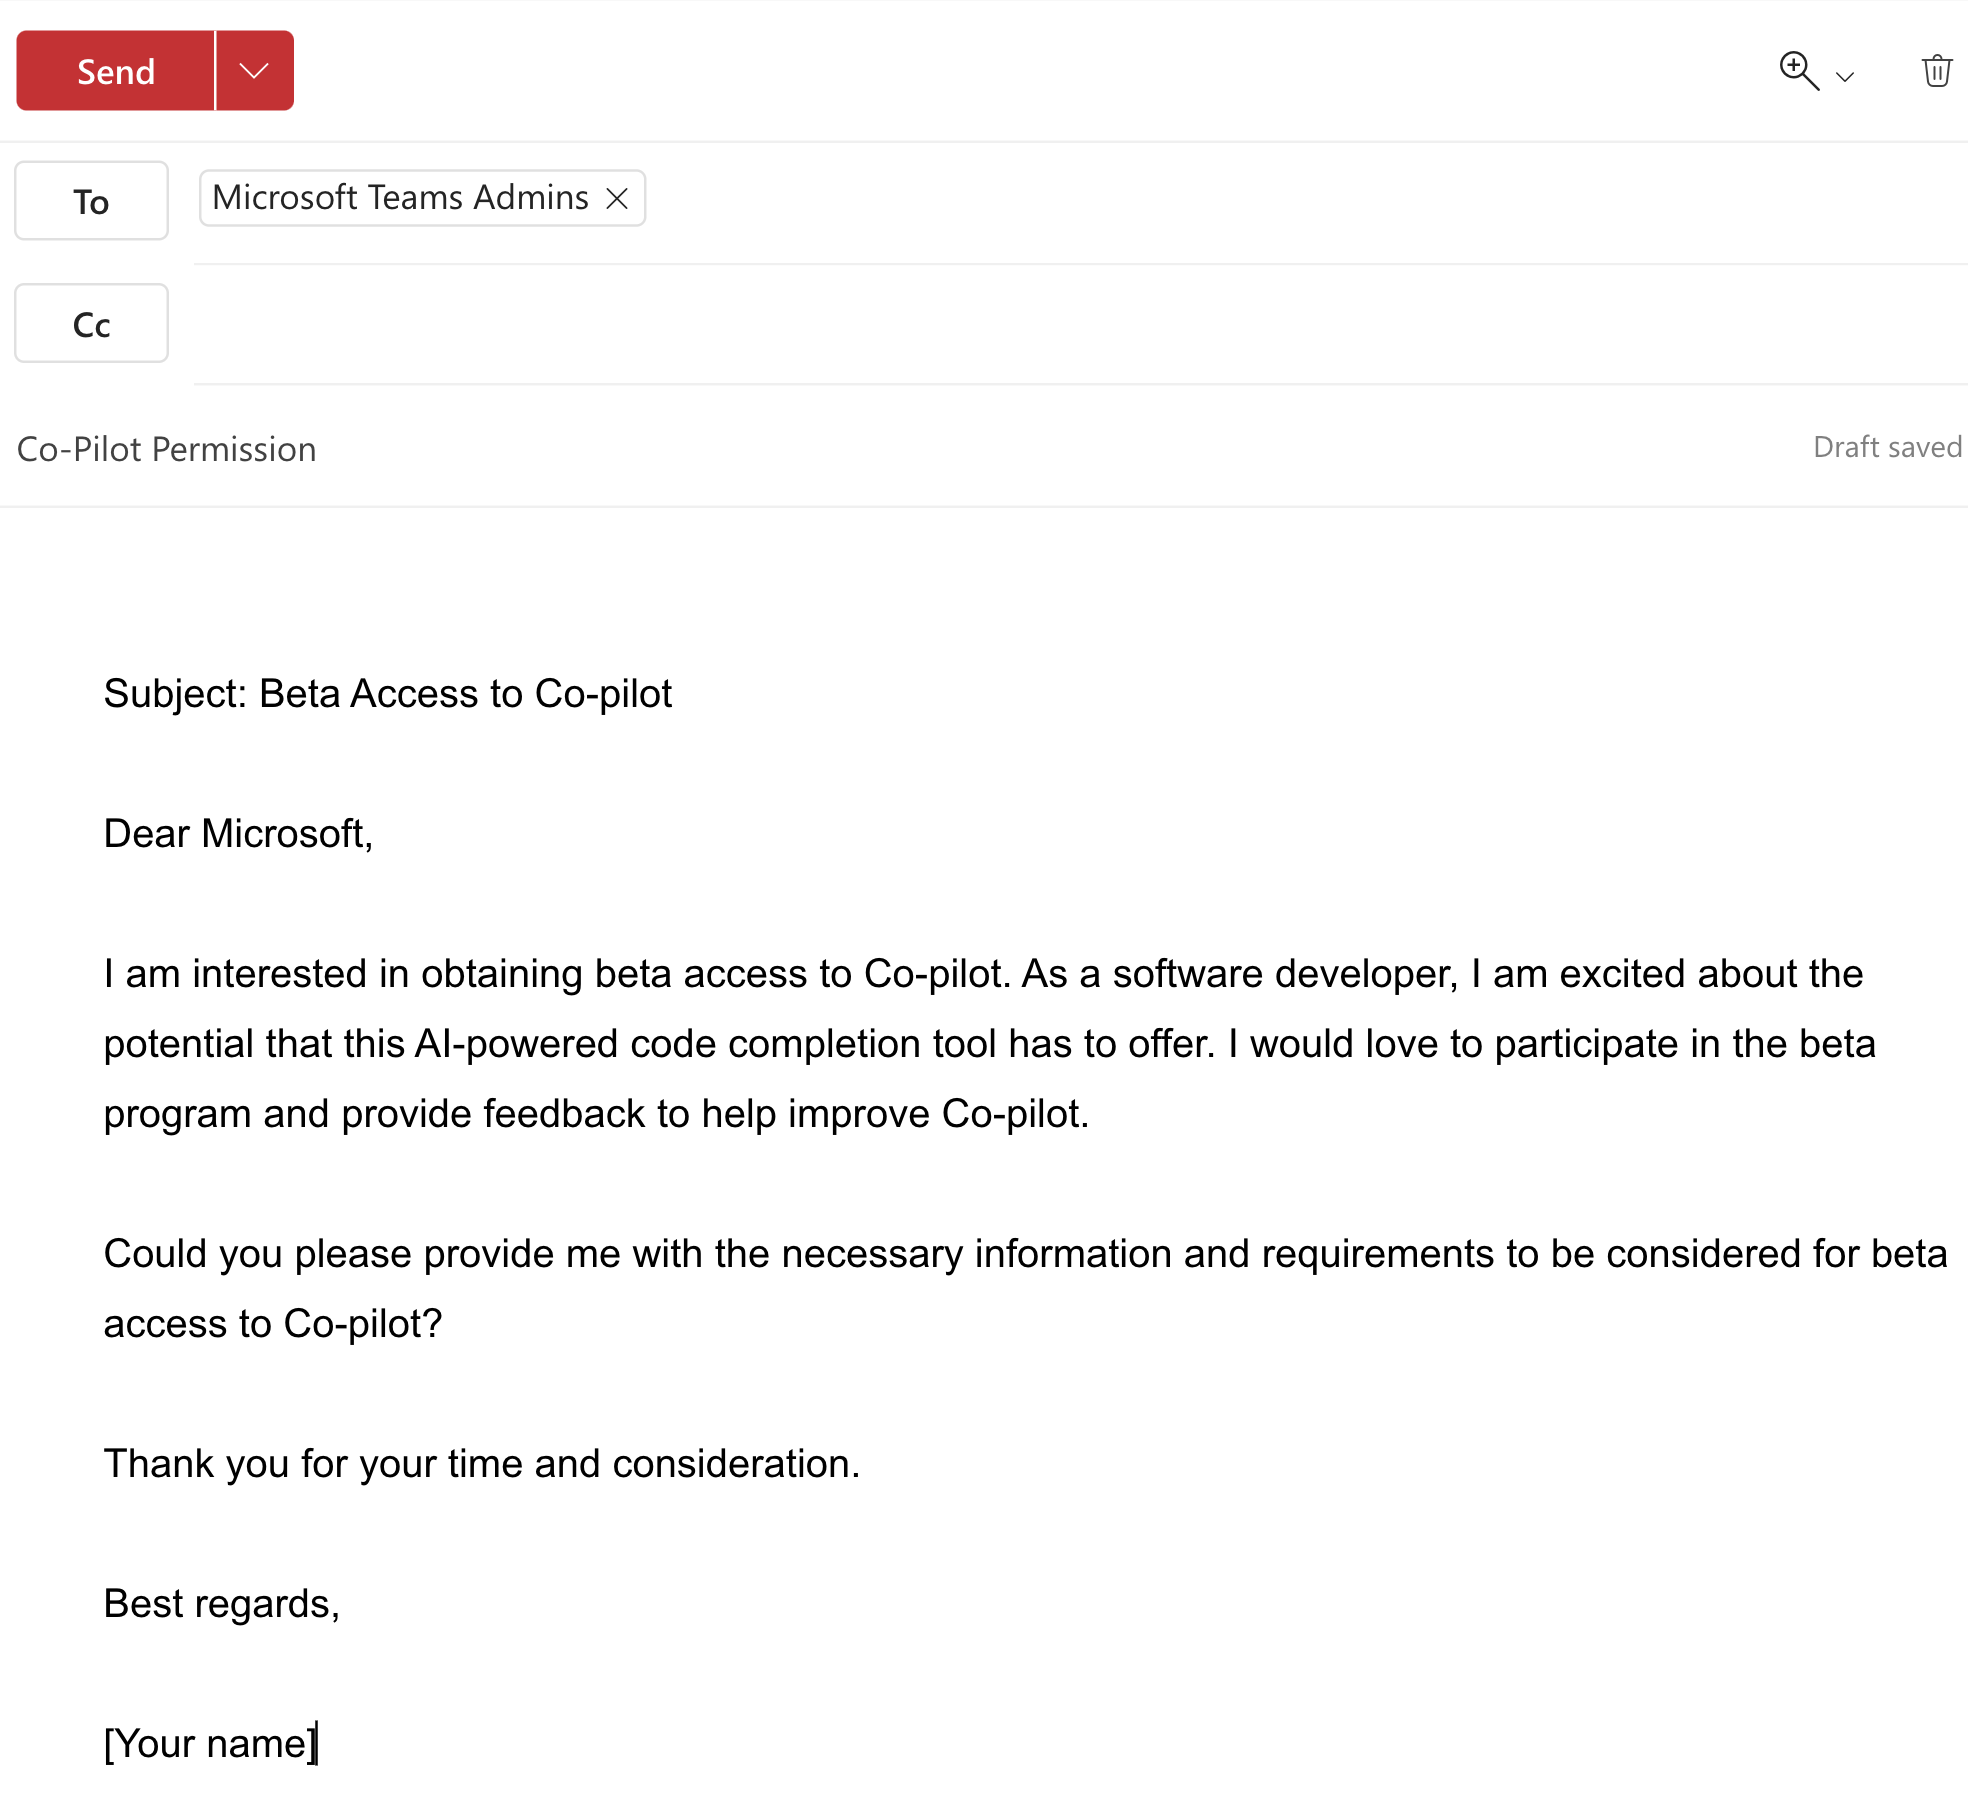 Send
To
Microsoft Teams Admins
Cc
Co-Pilot Permission
Draft saved
Subject: Beta Access to Co-pilot
Dear Microsoft,
I am interested in obtaining beta access to Co-pilot. As a software developer, I am excited about the
potential that this AI-powered code completion tool has to offer. I would love to participate in the beta
program and provide feedback to help improve Co-pilot.
Could you please provide me with the necessary information and requirements to be considered for beta
access to Co-pilot?
Thank you for your time and consideration.
Best regards,
[Your name]